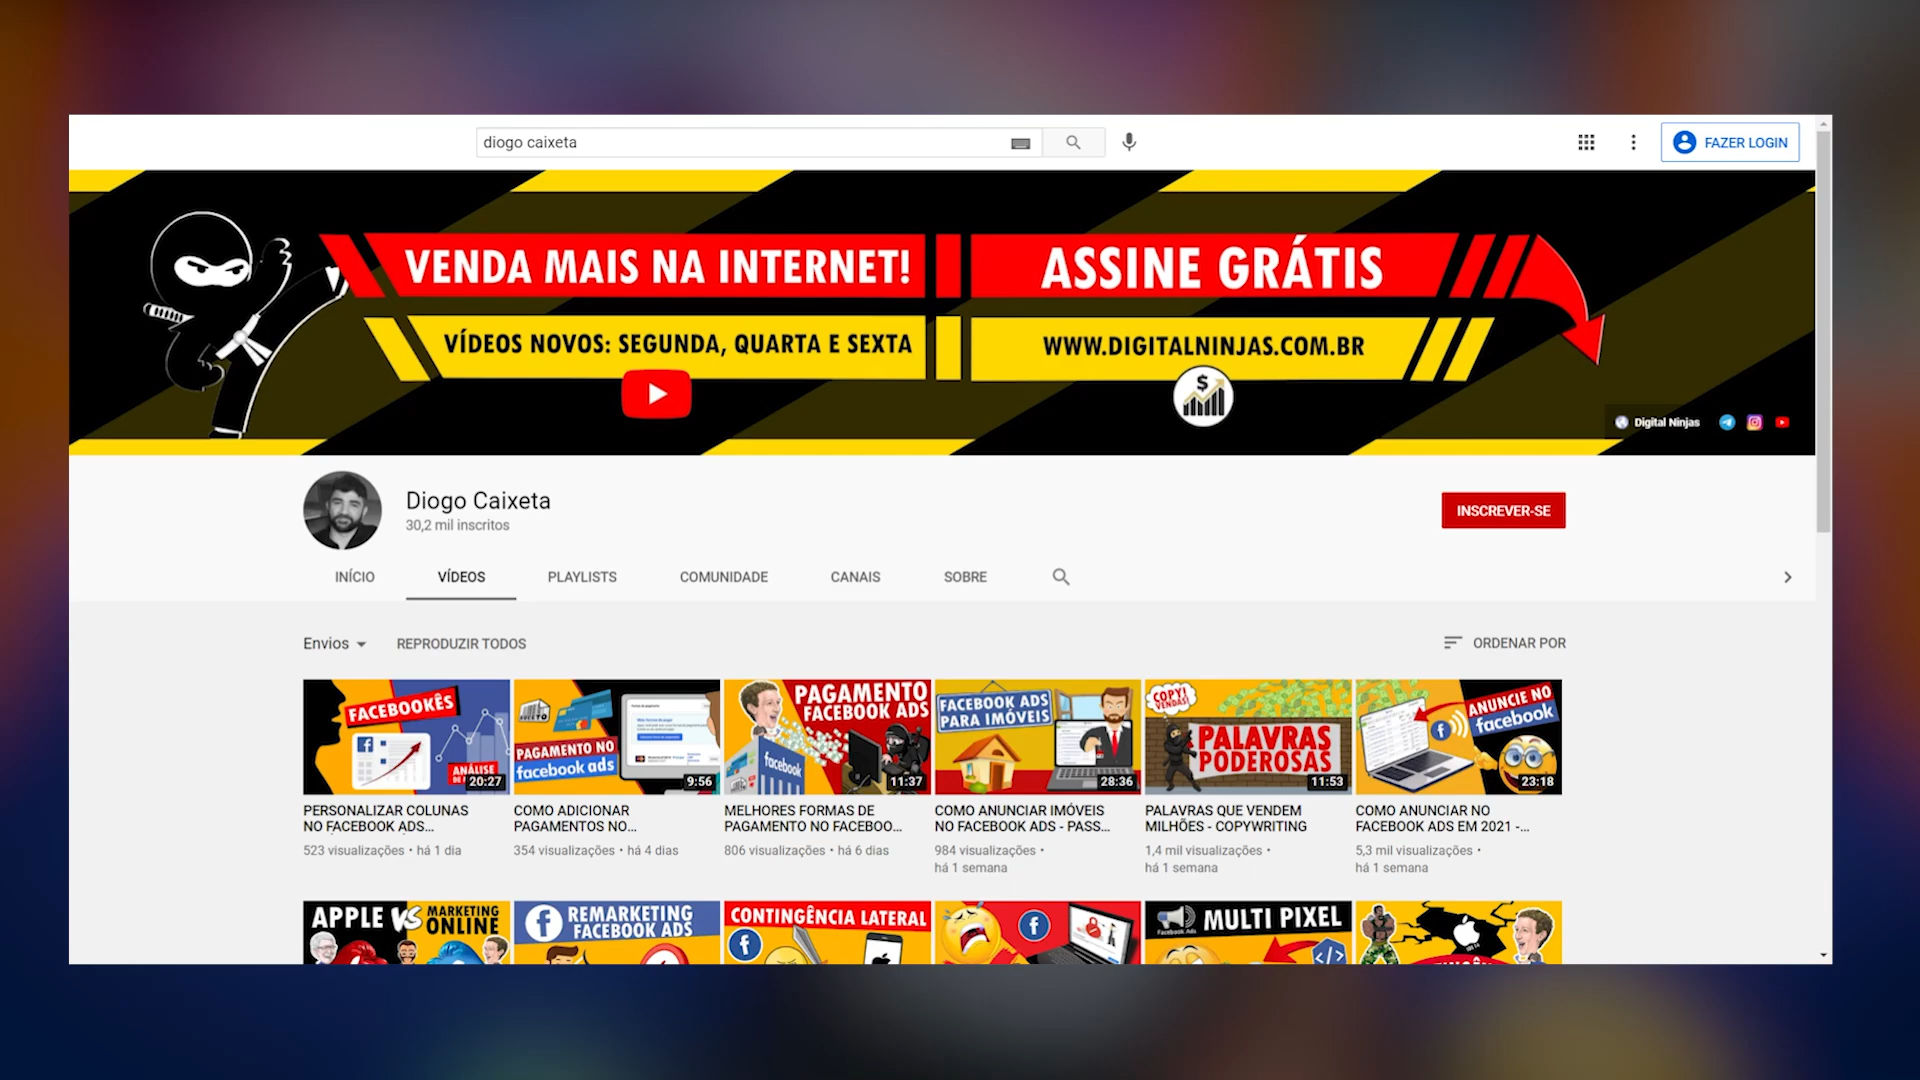 diogo caixeta
FAZER LOGIN
VENDA MAIS NA INTERNET!
ASSINE GRÁTIS
VÍDEOS NOVOS: SEGUNDA, QUARTA E SEXTA
WWW.DIGITALNINJAS.COM.BR
$
Digital Ninjas
Diogo Caixeta
30,2 mil inscritos
INSCREVER-SE
INÍCIO
VÍDEOS
PLAYLISTS
COMUNIDADE
CANAIS
SOBRE
Envios
REPRODUZIR TODOS
ORDENAR POR
FACEBOOKÊS
ANÁLISE
20:27
PERSONALIZAR COLUNAS
NO FACEBOOK ADS...
523 visualizações • há 1 dia
PAGAMENTO NO
facebook ads
9:56
COMO ADICIONAR
PAGAMENTOS NO...
354 visualizações • há 4 dias
PAGAMENTO
FACEBOOK ADS
facebook
11:37
MELHORES FORMAS DE
PAGAMENTO NO FACEBOO...
806 visualizações • há 6 dias
FACEBOOK ADS
PARA IMÓVEIS
28:36
COMO ANUNCIAR IMÓVEIS
NO FACEBOOK ADS - PASS...
984 visualizações •
há 1 semana
COPY!
VENDAS!
PALAVRAS
PODEROSAS
11:53
PALAVRAS QUE VENDEM
MILHÕES - COPYWRITING
1,4 mil visualizações •
há 1 semana
ANUNCIE NO
facebook
23:18
COMO ANUNCIAR NO
FACEBOOK ADS EM 2021 -...
5,3 mil visualizações •
há 1 semana
APPLE VS MARKETING
ONLINE
REMARKETING
FACEBOOK ADS
CONTINGÊNCIA LATERAL
MULTI PIXEL
Facebook Ads